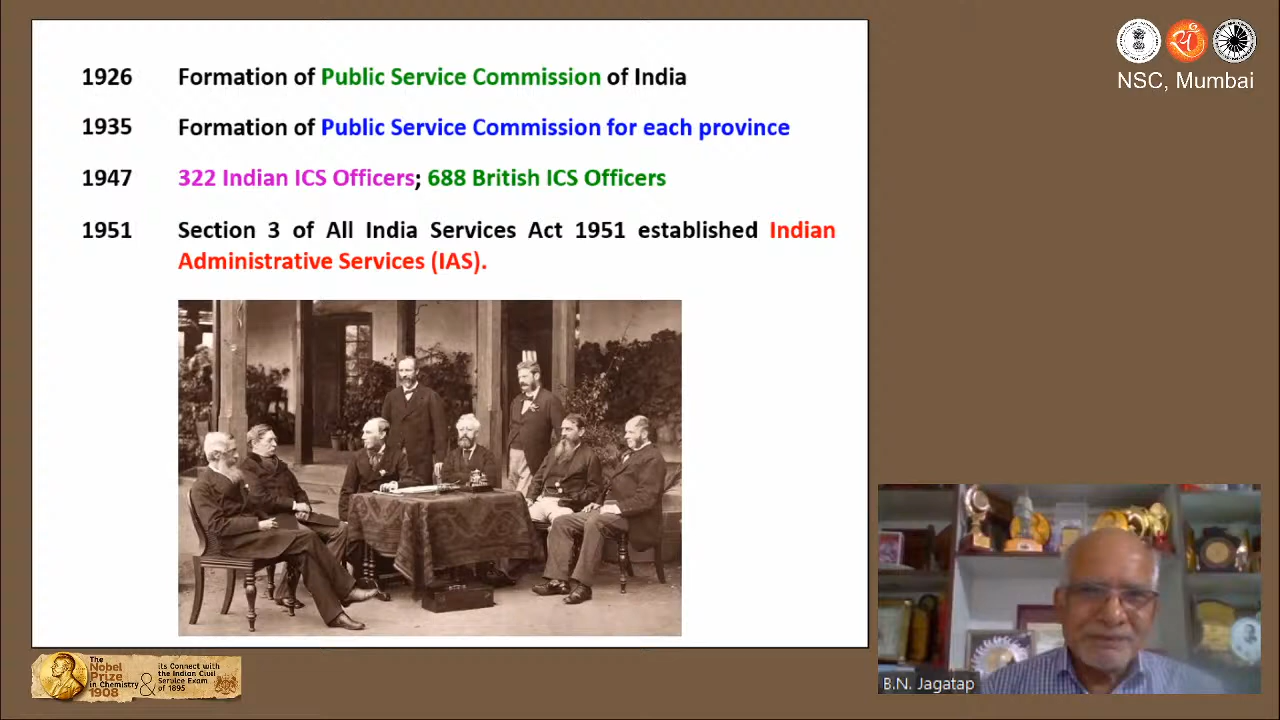 1926 Formation of Public Service Commission of India
1935 Formation of Public Service Commission for each province
1947 322 Indian ICS Officers; 688 British ICS Officers
1951 Section 3 of All India Services Act 1951 established Indian
Administrative Services (IAS).
NSC, Mumbai
B.N. Jagatap
The
Nobel
Prize
in Chemistry
1908
&
its Connect with
the Indian Civil
Service Exam
of 1895